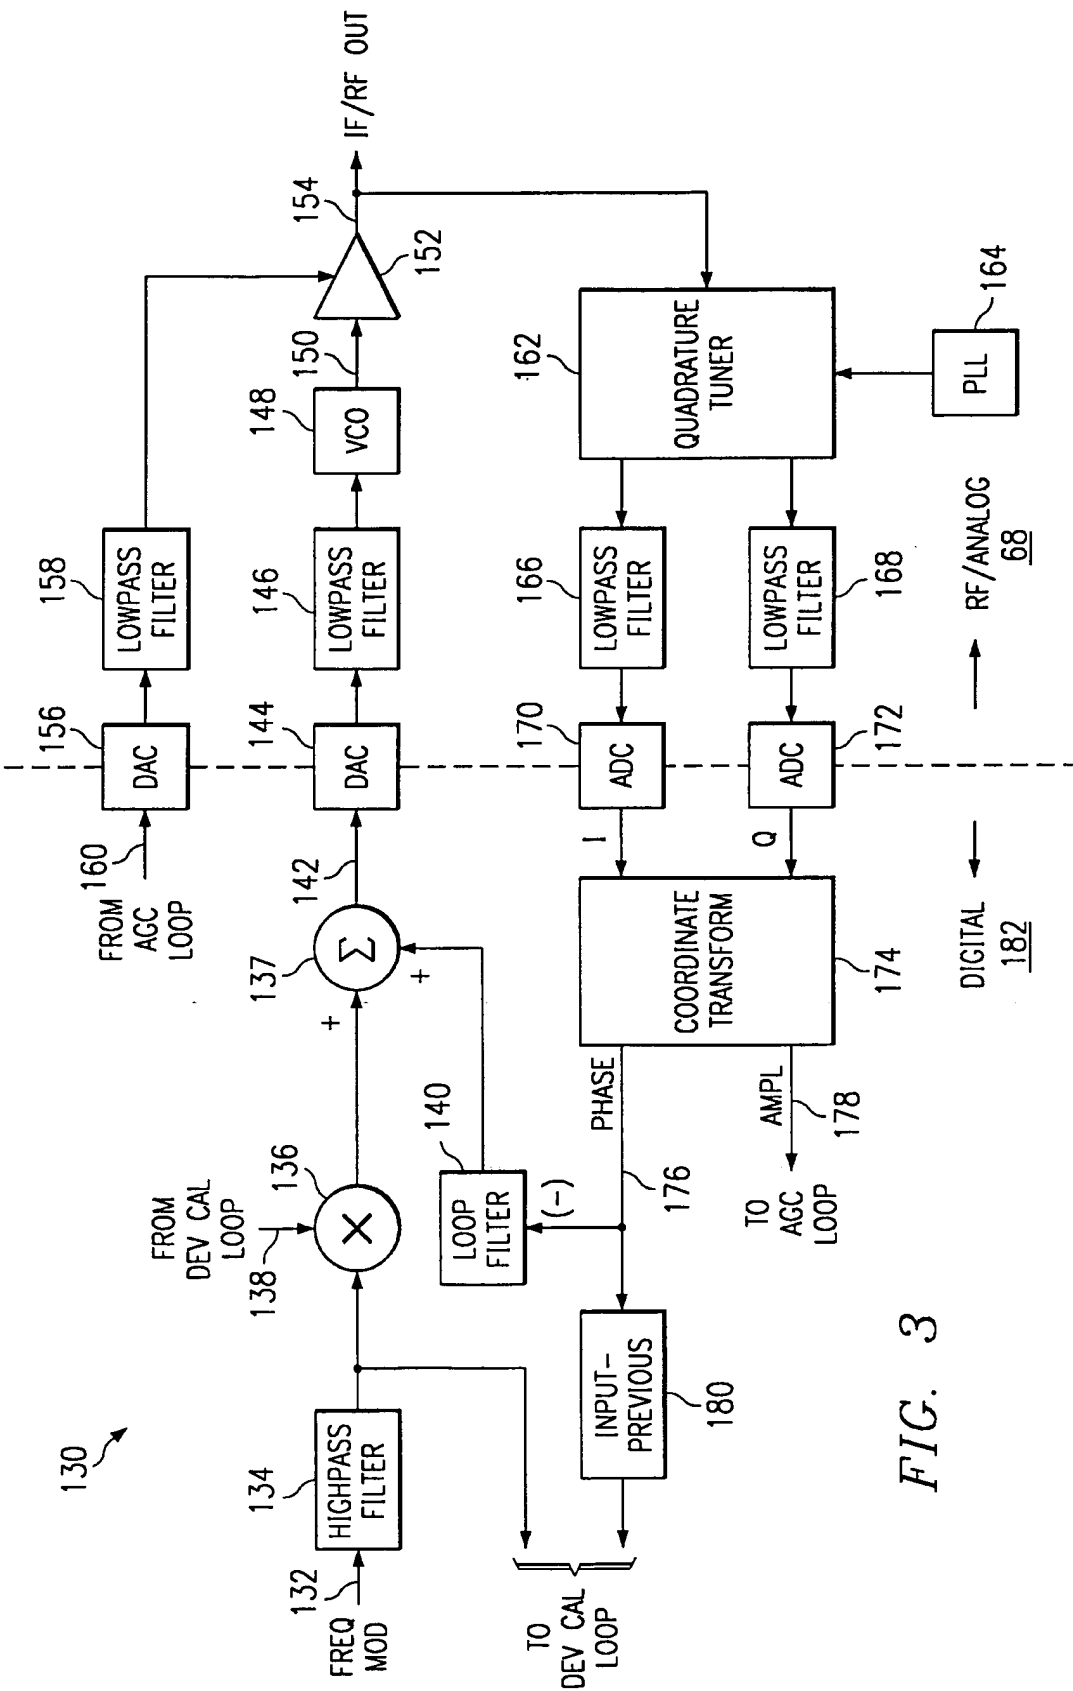 130
FREQ
MOD
132
134
HIGHPASS
FILTER
FROM
DEV CAL
LOOP
138
136
X
+
137
Σ
+
142
144
DAC
146
LOWPASS
FILTER
148
VCO
150
152
154
IF/RF OUT
FROM
AGC
LOOP
160
156
DAC
158
LOWPASS
FILTER
140
LOOP
FILTER
(-)
TO
DEV CAL
LOOP
INPUT-
PREVIOUS
180
PHASE
176
AMPL
178
TO
AGC
LOOP
COORDINATE
TRANSFORM
174
I
Q
170
ADC
ADC
172
166
LOWPASS
FILTER
LOWPASS
FILTER
168
162
QUADRATURE
TUNER
PLL
164
DIGITAL
182
RF/ANALOG
68
FIG. 3